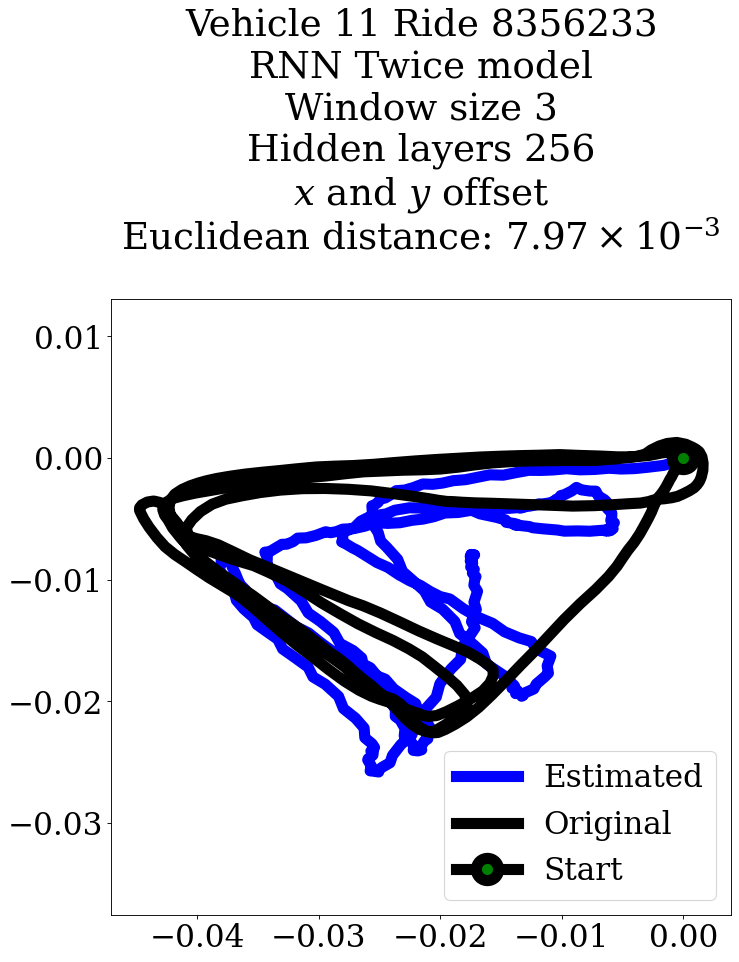 Vehicle 11 Ride 8356233
RNN Twice model
Window size 3
Hidden layers 256
x and y offset
Euclidean distance: 7.97 × 10⁻³
0.01
0.00
−0.01
−0.02
−0.03
Estimated
Original
Start
−0.04 −0.03 −0.02 −0.01 0.00